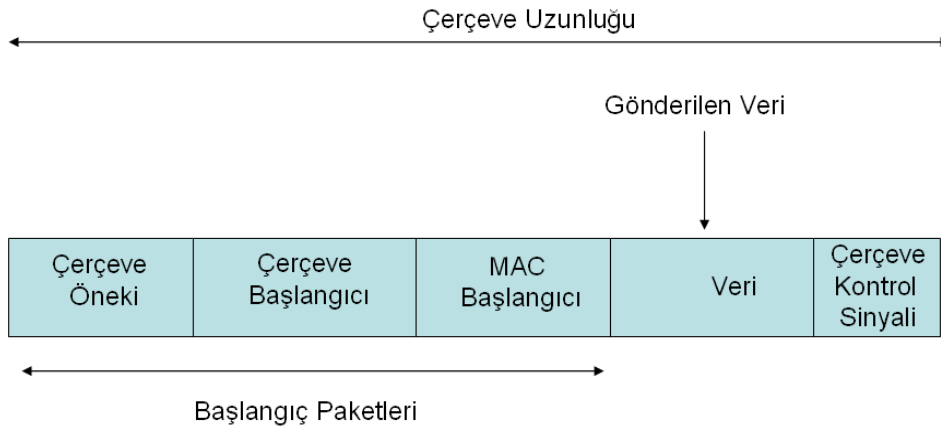 Çerçeve Uzunluğu
Gönderilen Veri
Çerçeve
Öneki
Çerçeve
Başlangıcı
MAC
Başlangıcı
Veri
Çerçeve
Kontrol
Sinyali
Başlangıç Paketleri